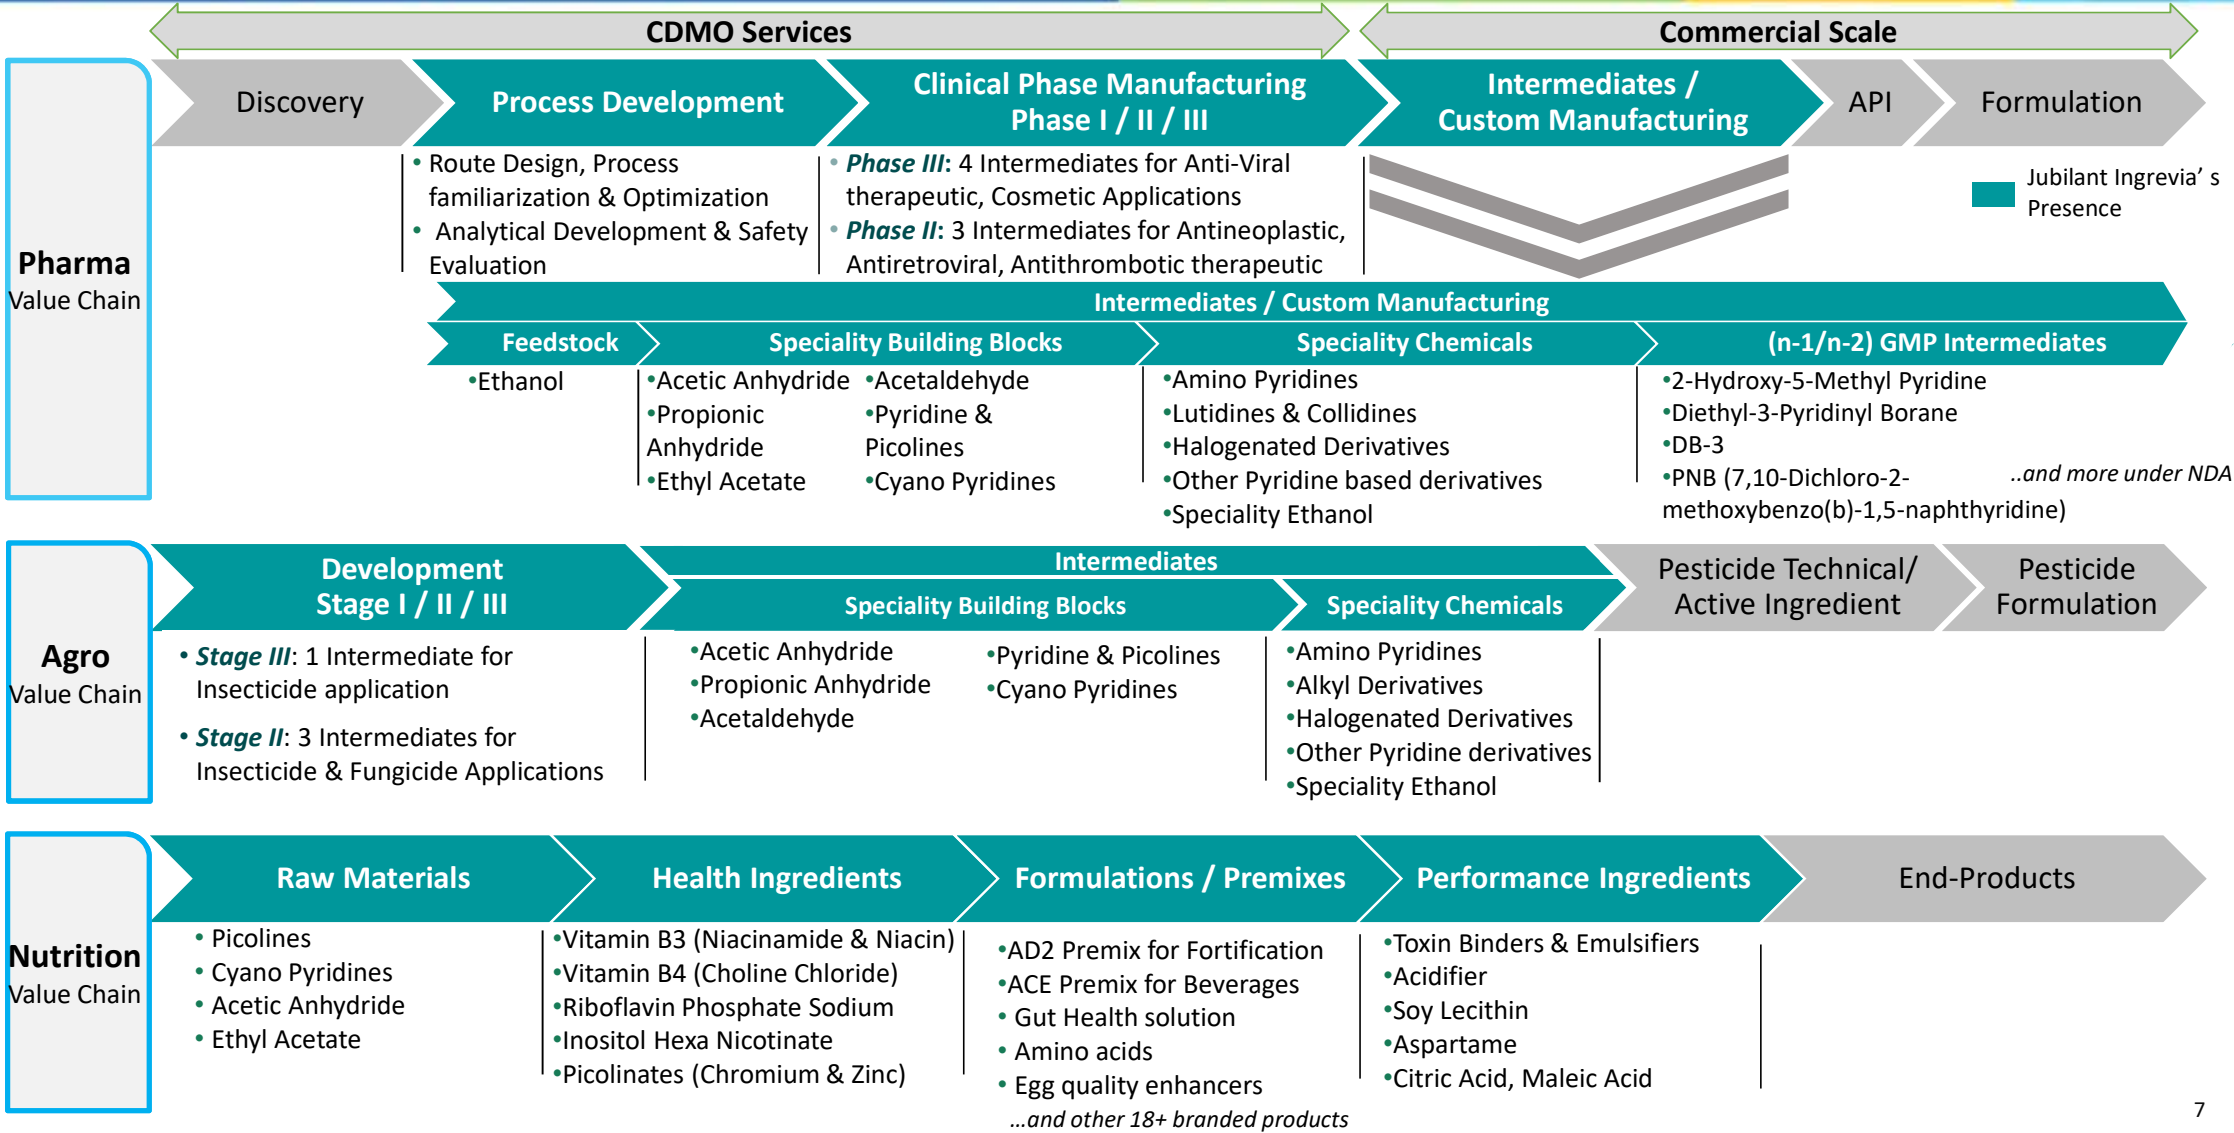 CDMO Services
Commercial Scale
Discovery
Process Development
Clinical Phase Manufacturing
Phase I / II / III
Intermediates /
Custom Manufacturing
API
Formulation
Pharma
Value Chain
• Route Design, Process
familiarization & Optimization
• Analytical Development & Safety
Evaluation
• Phase III: 4 Intermediates for Anti-Viral
therapeutic, Cosmetic Applications
• Phase II: 3 Intermediates for Antineoplastic,
Antiretroviral, Antithrombotic therapeutic
Jubilant Ingrevia' s
Presence
Intermediates / Custom Manufacturing
Feedstock
Speciality Building Blocks
Speciality Chemicals
(n-1/n-2) GMP Intermediates
•Ethanol
•Acetic Anhydride
•Propionic
Anhydride
•Ethyl Acetate
•Acetaldehyde
•Pyridine &
Picolines
•Cyano Pyridines
•Amino Pyridines
•Lutidines & Collidines
•Halogenated Derivatives
•Other Pyridine based derivatives
•Speciality Ethanol
•2-Hydroxy-5-Methyl Pyridine
•Diethyl-3-Pyridinyl Borane
•DB-3
•PNB (7,10-Dichloro-2-
methoxybenzo(b)-1,5-naphthyridine)
..and more under NDA
Agro
Value Chain
Development
Stage I / II / III
Intermediates
Speciality Building Blocks
Speciality Chemicals
Pesticide Technical/
Active Ingredient
Pesticide
Formulation
• Stage III: 1 Intermediate for
Insecticide application
• Stage II: 3 Intermediates for
Insecticide & Fungicide Applications
•Acetic Anhydride
•Propionic Anhydride
•Acetaldehyde
•Pyridine & Picolines
•Cyano Pyridines
•Amino Pyridines
•Alkyl Derivatives
•Halogenated Derivatives
•Other Pyridine derivatives
•Speciality Ethanol
Nutrition
Value Chain
Raw Materials
Health Ingredients
Formulations / Premixes
Performance Ingredients
End-Products
• Picolines
• Cyano Pyridines
• Acetic Anhydride
• Ethyl Acetate
•Vitamin B3 (Niacinamide & Niacin)
•Vitamin B4 (Choline Chloride)
•Riboflavin Phosphate Sodium
•Inositol Hexa Nicotinate
•Picolinates (Chromium & Zinc)
•AD2 Premix for Fortification
•ACE Premix for Beverages
• Gut Health solution
• Amino acids
• Egg quality enhancers
...and other 18+ branded products
•Toxin Binders & Emulsifiers
•Acidifier
•Soy Lecithin
•Aspartame
•Citric Acid, Maleic Acid
7